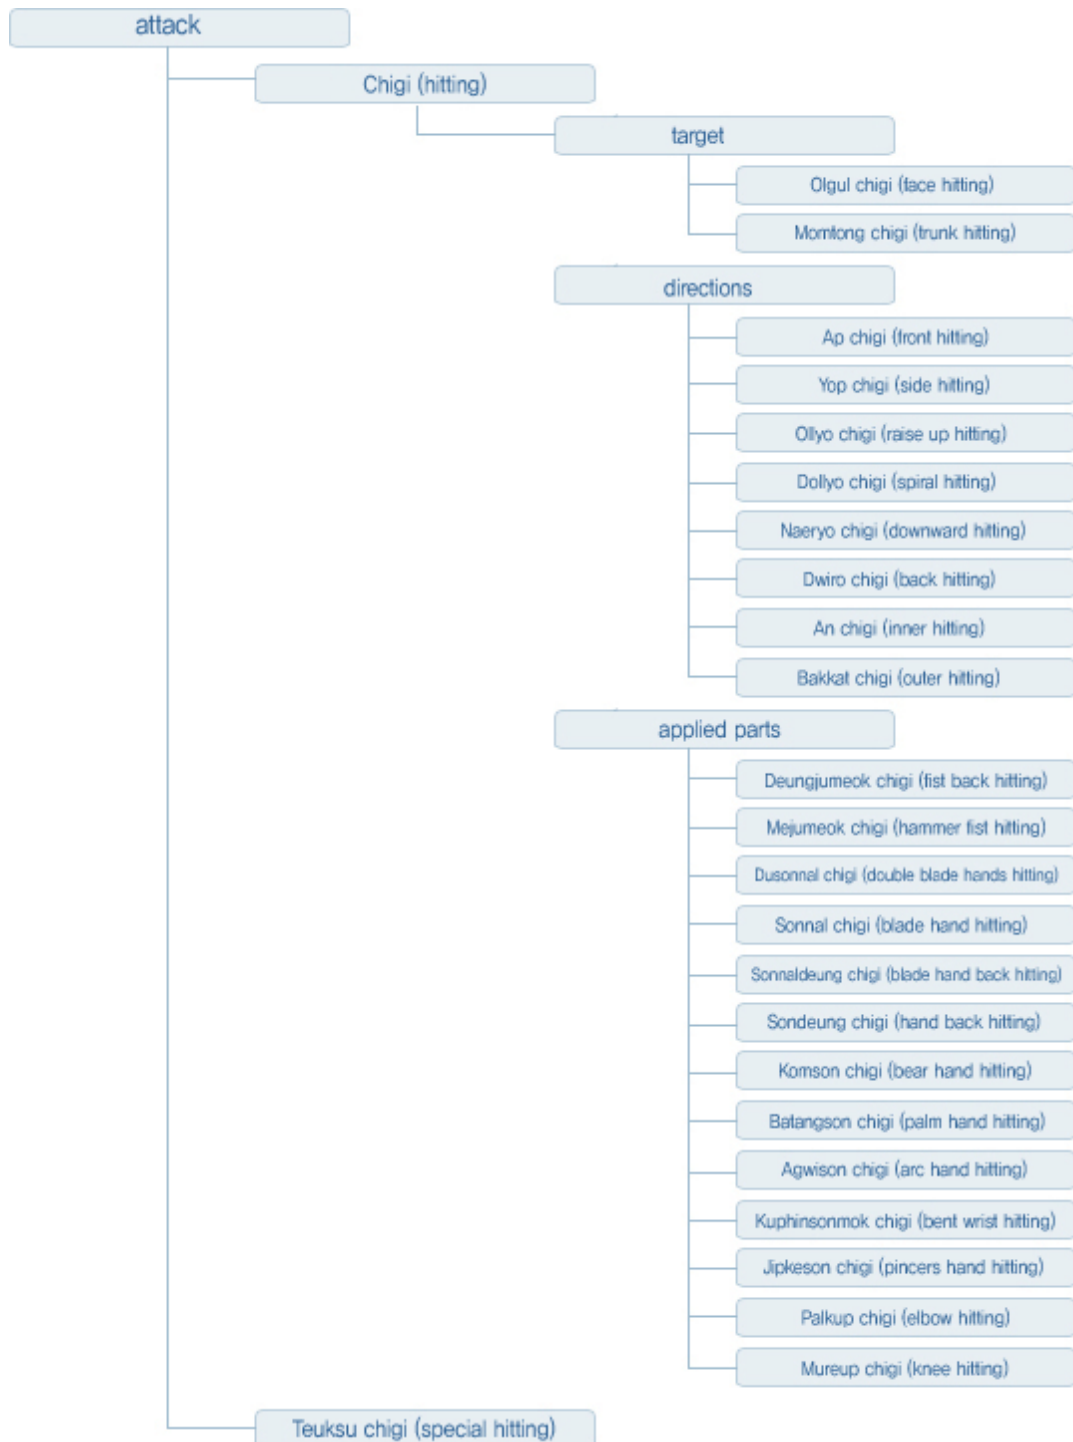 attack
Chigi (hitting)
target
Olgul chigi (face hitting)
Momtong chigi (trunk hitting)
directions
Ap chigi (front hitting)
Yop chigi (side hitting)
Ollyo chigi (raise up hitting)
Dollyo chigi (spiral hitting)
Naeryo chigi (downward hitting)
Dwiro chigi (back hitting)
An chigi (inner hitting)
Bakkat chigi (outer hitting)
applied parts
Deungjumeok chigi (fist back hitting)
Mejumeok chigi (hammer fist hitting)
Dusonnal chigi (double blade hands hitting)
Sonnal chigi (blade hand hitting)
Sonnaldeung chigi (blade hand back hitting)
Sondeung chigi (hand back hitting)
Komson chigi (bear hand hitting)
Batangson chigi (palm hand hitting)
Agwison chigi (arc hand hitting)
Kuphinsonmok chigi (bent wrist hitting)
Jipkeson chigi (pincers hand hitting)
Palkup chigi (elbow hitting)
Mureup chigi (knee hitting)
Teuksu chigi (special hitting)